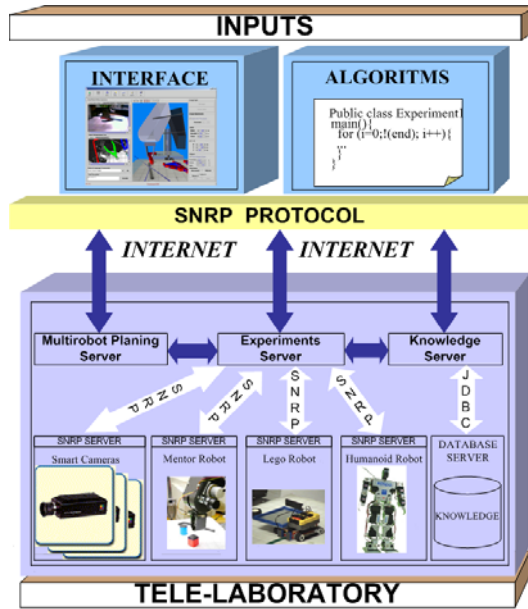 INPUTS
INTERFACE
ALGORITMS
Public class Experiment1
main(){
for (i=0;!(end); i++){
...
}
}
SNRP PROTOCOL
INTERNET INTERNET
Multirobot Planing
Server
Experiments
Server
Knowledge
Server
SNRP
SNRP
SNRP
SNRP
JDBC
SNRP SERVER
Smart Cameras
SNRP SERVER
Mentor Robot
SNRP SERVER
Lego Robot
SNRP SERVER
Humanoid Robot
DATABASE
SERVER
KNOWLEDGE
TELE-LABORATORY